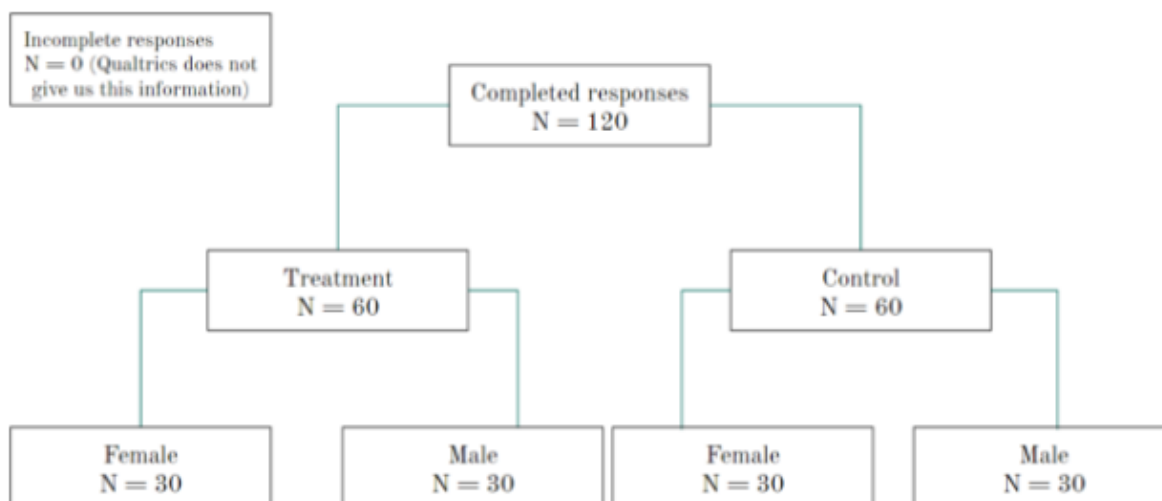 Incomplete responses
N = 0 (Qualtrics does not
give us this information)
Completed responses
N = 120
Treatment
N = 60
Control
N = 60
Female
N = 30
Male
N = 30
Female
N = 30
Male
N = 30